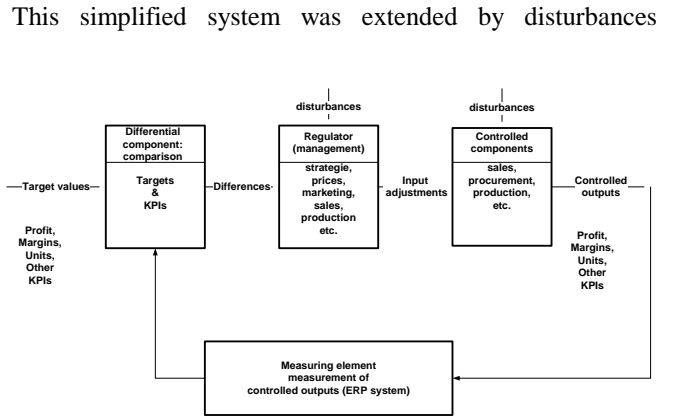 This simplified system was extended by disturbances
disturbances
disturbances
Differential
component:
comparison
Targets
&
KPIs
Regulator
(management)
strategie,
prices,
marketing,
sales,
production
etc.
Controlled
components
sales,
procurement,
production,
etc.
Target values
Differences
Input
adjustments
Controlled
outputs
Profit,
Margins,
Units,
Other
KPIs
Profit,
Margins,
Units,
Other
KPIs
Measuring element
measurement of
controlled outputs (ERP system)